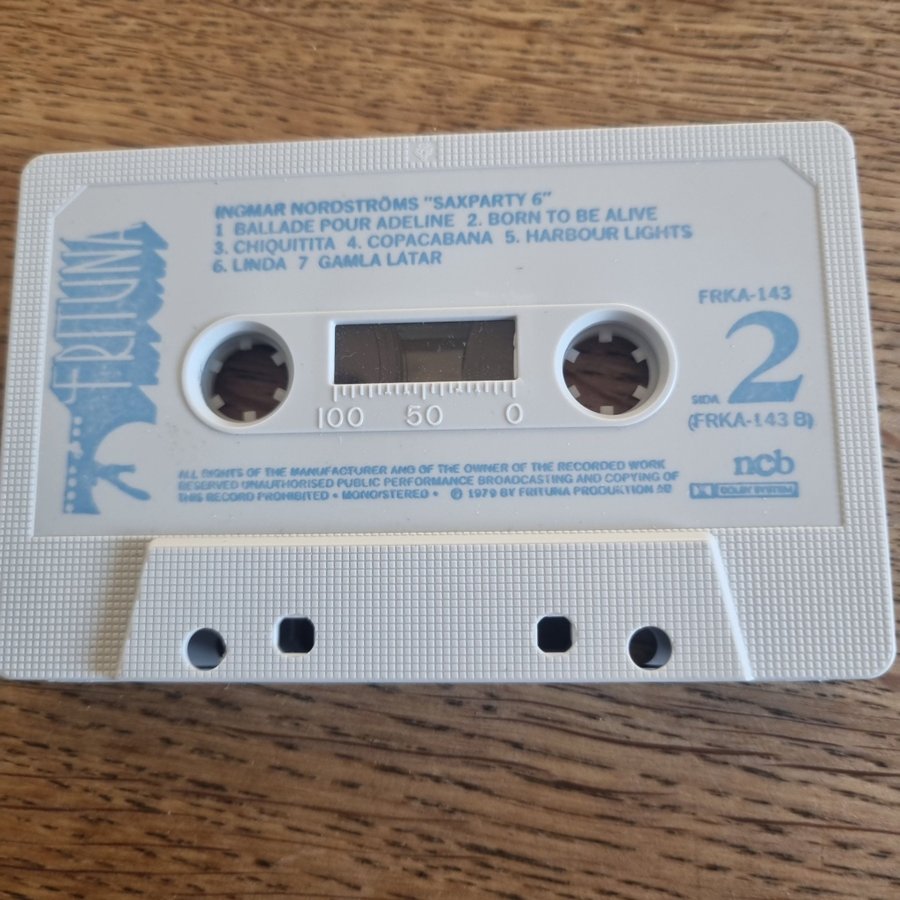 FRITUNA
INGMAR NORDSTRÖMS "SAXPARTY 6"
1 BALLADE POUR ADELINE 2. BORN TO BE ALIVE
3. CHIQUITITA 4. COPACABANA 5. HARBOUR LIGHTS
6. LINDA 7 GAMLA LATAR
FRKA-143
SIDA 2
(FRKA-143 B)
100 50 0
ncb
DOLBY SYSTEM
ALL RIGHTS OF THE MANUFACTURER AND OF THE OWNER OF THE RECORDED WORK
RESERVED UNAUTHORISED PUBLIC PERFORMANCE BROADCASTING AND COPYING OF
THIS RECORD PROHIBITED • MONO/STEREO • ℗ 1979 BY FRITUNA PRODUKTION AB